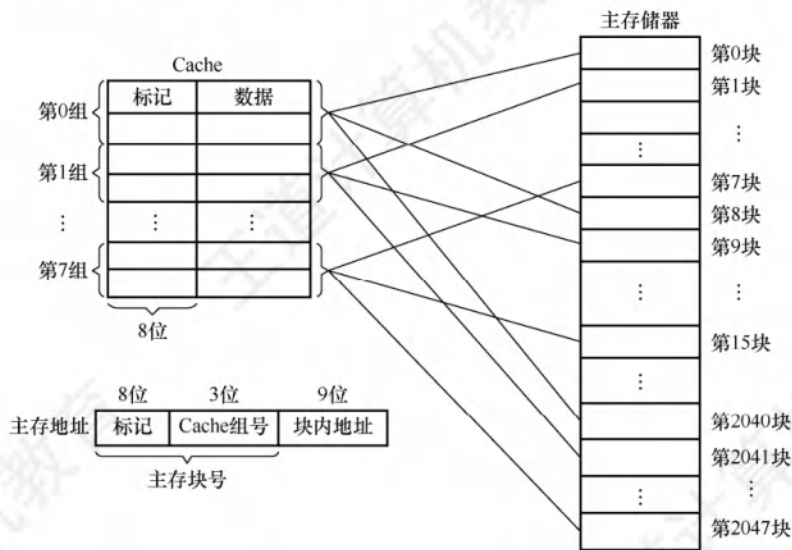 主存储器
Cache
标记 数据
第0组
第1组
⋮ ⋮ ⋮
第7组
8位
第0块
第1块
⋮ ⋮
第7块
第8块
第9块
⋮ ⋮
第15块
⋮
第2040块
第2041块
⋮ ⋮
第2047块
8位 3位 9位
主存地址 标记 Cache组号 块内地址
主存块号